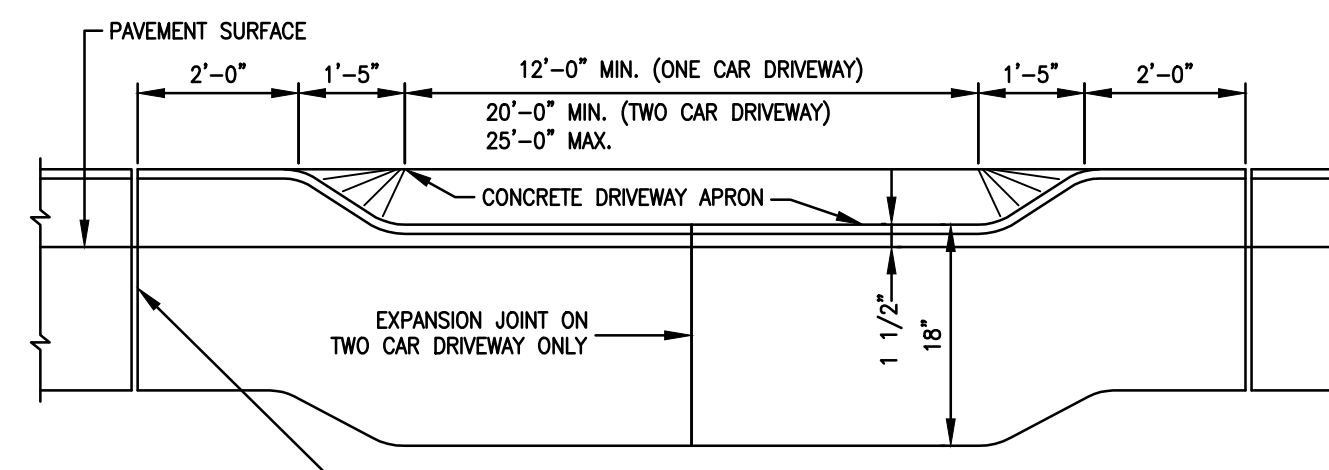 PAVEMENT SURFACE
2'-0" 1'-5" 12'-0" MIN. (ONE CAR DRIVEWAY) 1'-5" 2'-0"
20'-0" MIN. (TWO CAR DRIVEWAY)
25'-0" MAX.
CONCRETE DRIVEWAY APRON
EXPANSION JOINT ON
TWO CAR DRIVEWAY ONLY
1 1/2"
18"